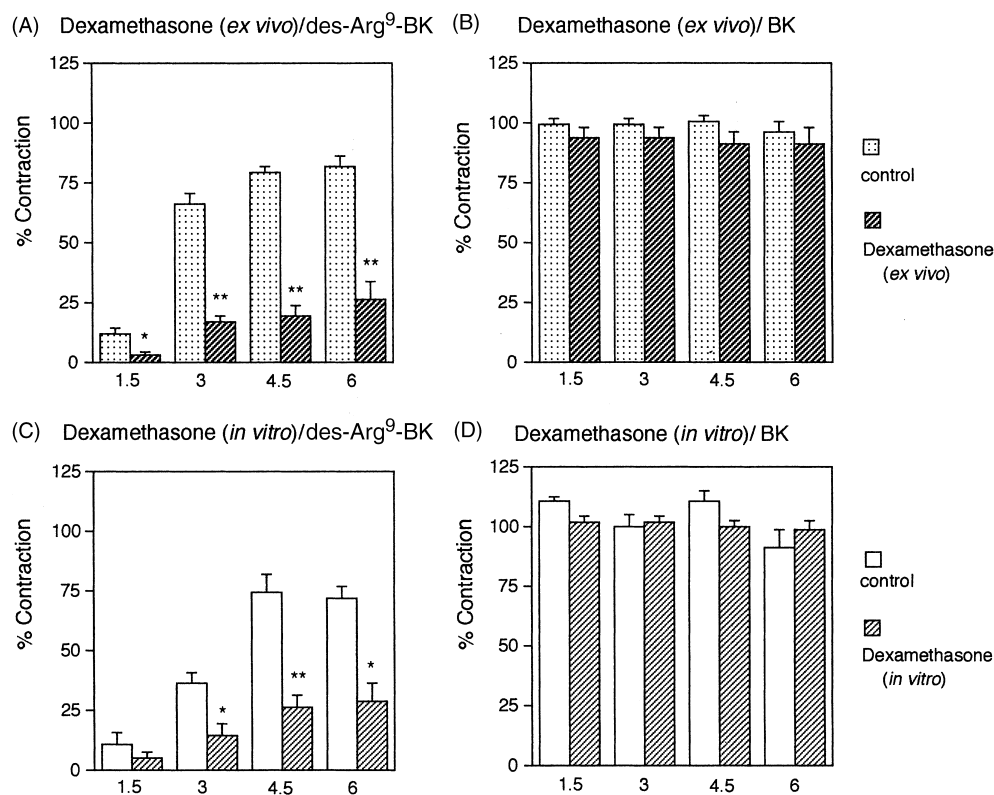 (A) Dexamethasone (ex vivo)/des-Arg9-BK
125
100
75
50
25
0
% Contraction
*
**
**
**
1.5 3 4.5 6
(B) Dexamethasone (ex vivo)/ BK
125
100
75
50
25
0
% Contraction
1.5 3 4.5 6
control
Dexamethasone
(ex vivo)
(C) Dexamethasone (in vitro)/des-Arg9-BK
125
100
75
50
25
0
% Contraction
*
**
*
1.5 3 4.5 6
(D) Dexamethasone (in vitro)/ BK
125
100
75
50
25
0
% Contraction
1.5 3 4.5 6
control
Dexamethasone
(in vitro)